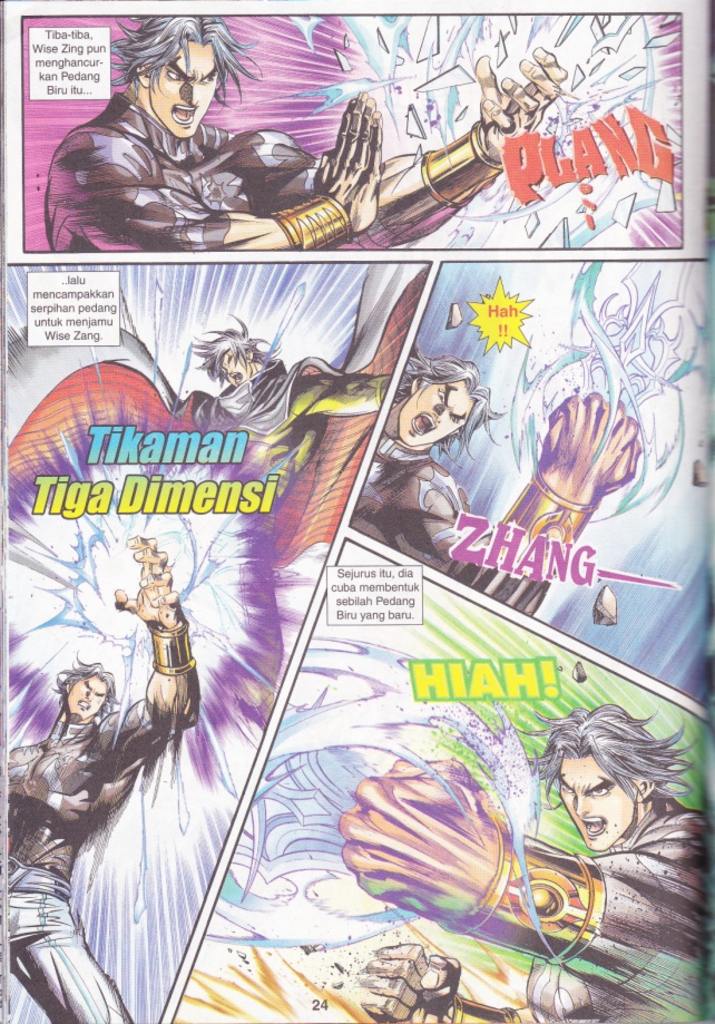 Tiba-tiba,
Wise Zing pun
menghancur-
kan Pedang
Biru itu...
PLANG
...
..lalu
mencampakkan
serpihan pedang
untuk menjamu
Wise Zang.
Tikaman
Tiga Dimensi
Hah
!!
ZHANG
Sejurus itu, dia
cuba membentuk
sebilah Pedang
Biru yang baru.
HIAH!
24